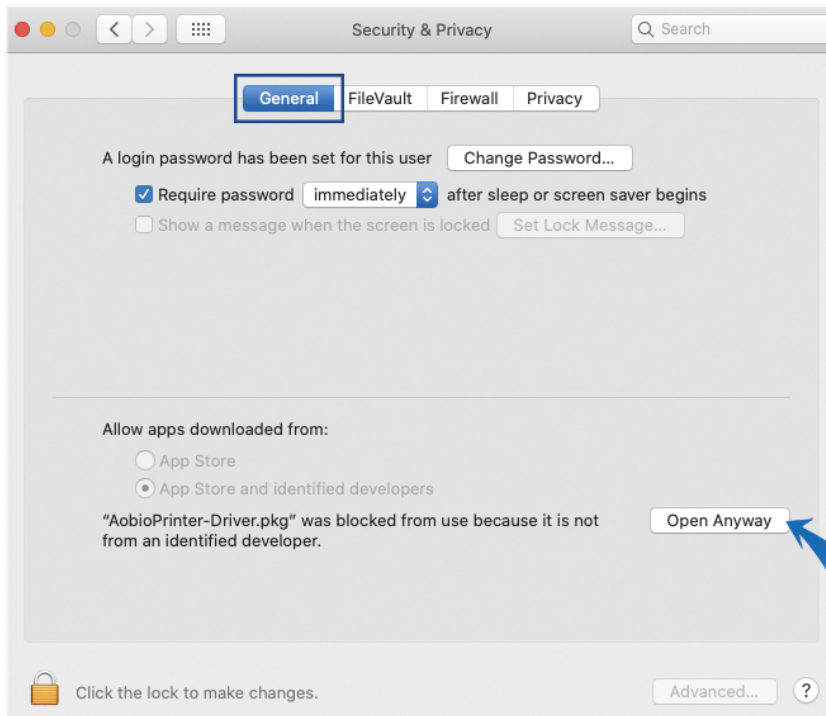 Security & Privacy
Search
General FileVault Firewall Privacy
A login password has been set for this user Change Password...
Require password immediately after sleep or screen saver begins
Show a message when the screen is locked Set Lock Message...
Allow apps downloaded from:
App Store
App Store and identified developers
“AobioPrinter-Driver.pkg” was blocked from use because it is not Open Anyway
from an identified developer.
Click the lock to make changes. Advanced... ?